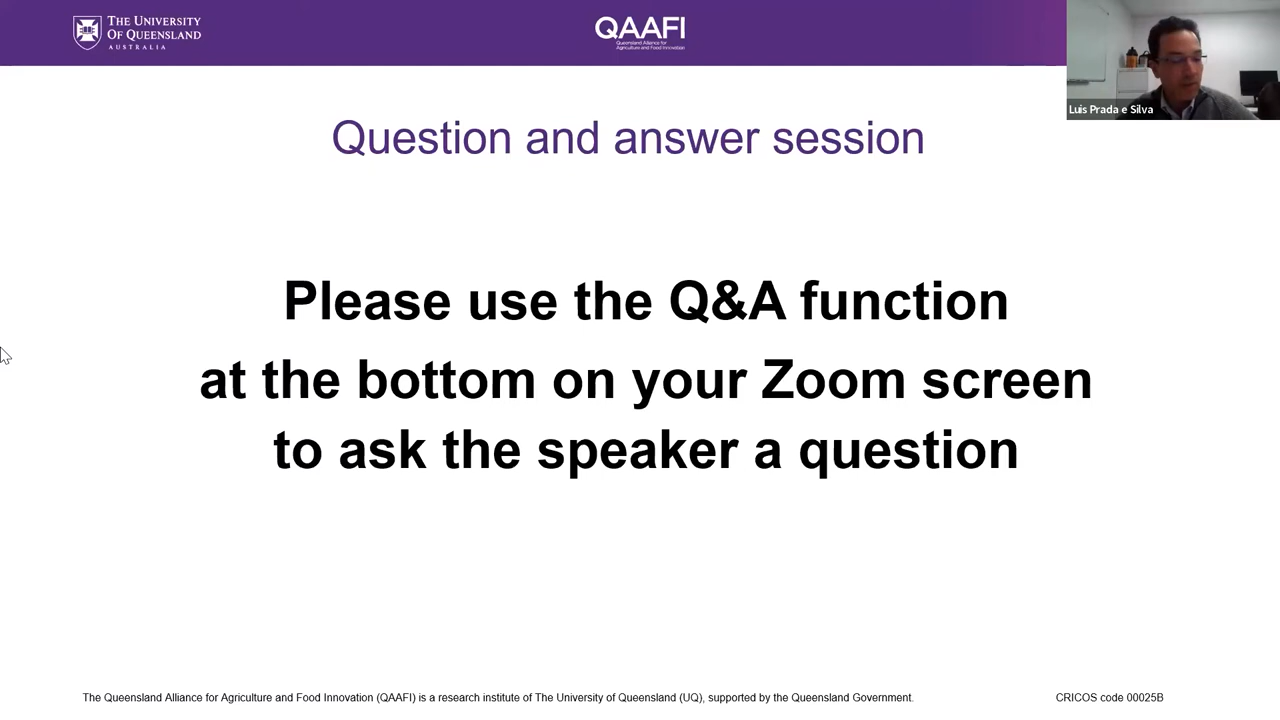 THE UNIVERSITY
OF QUEENSLAND
AUSTRALIA
QAAFI
Queensland Alliance for
Agriculture and Food Innovation
Luis Prada e Silva
Question and answer session
Please use the Q&A function
at the bottom on your Zoom screen
to ask the speaker a question
The Queensland Alliance for Agriculture and Food Innovation (QAAFI) is a research institute of The University of Queensland (UQ), supported by the Queensland Government.
CRICOS code 00025B